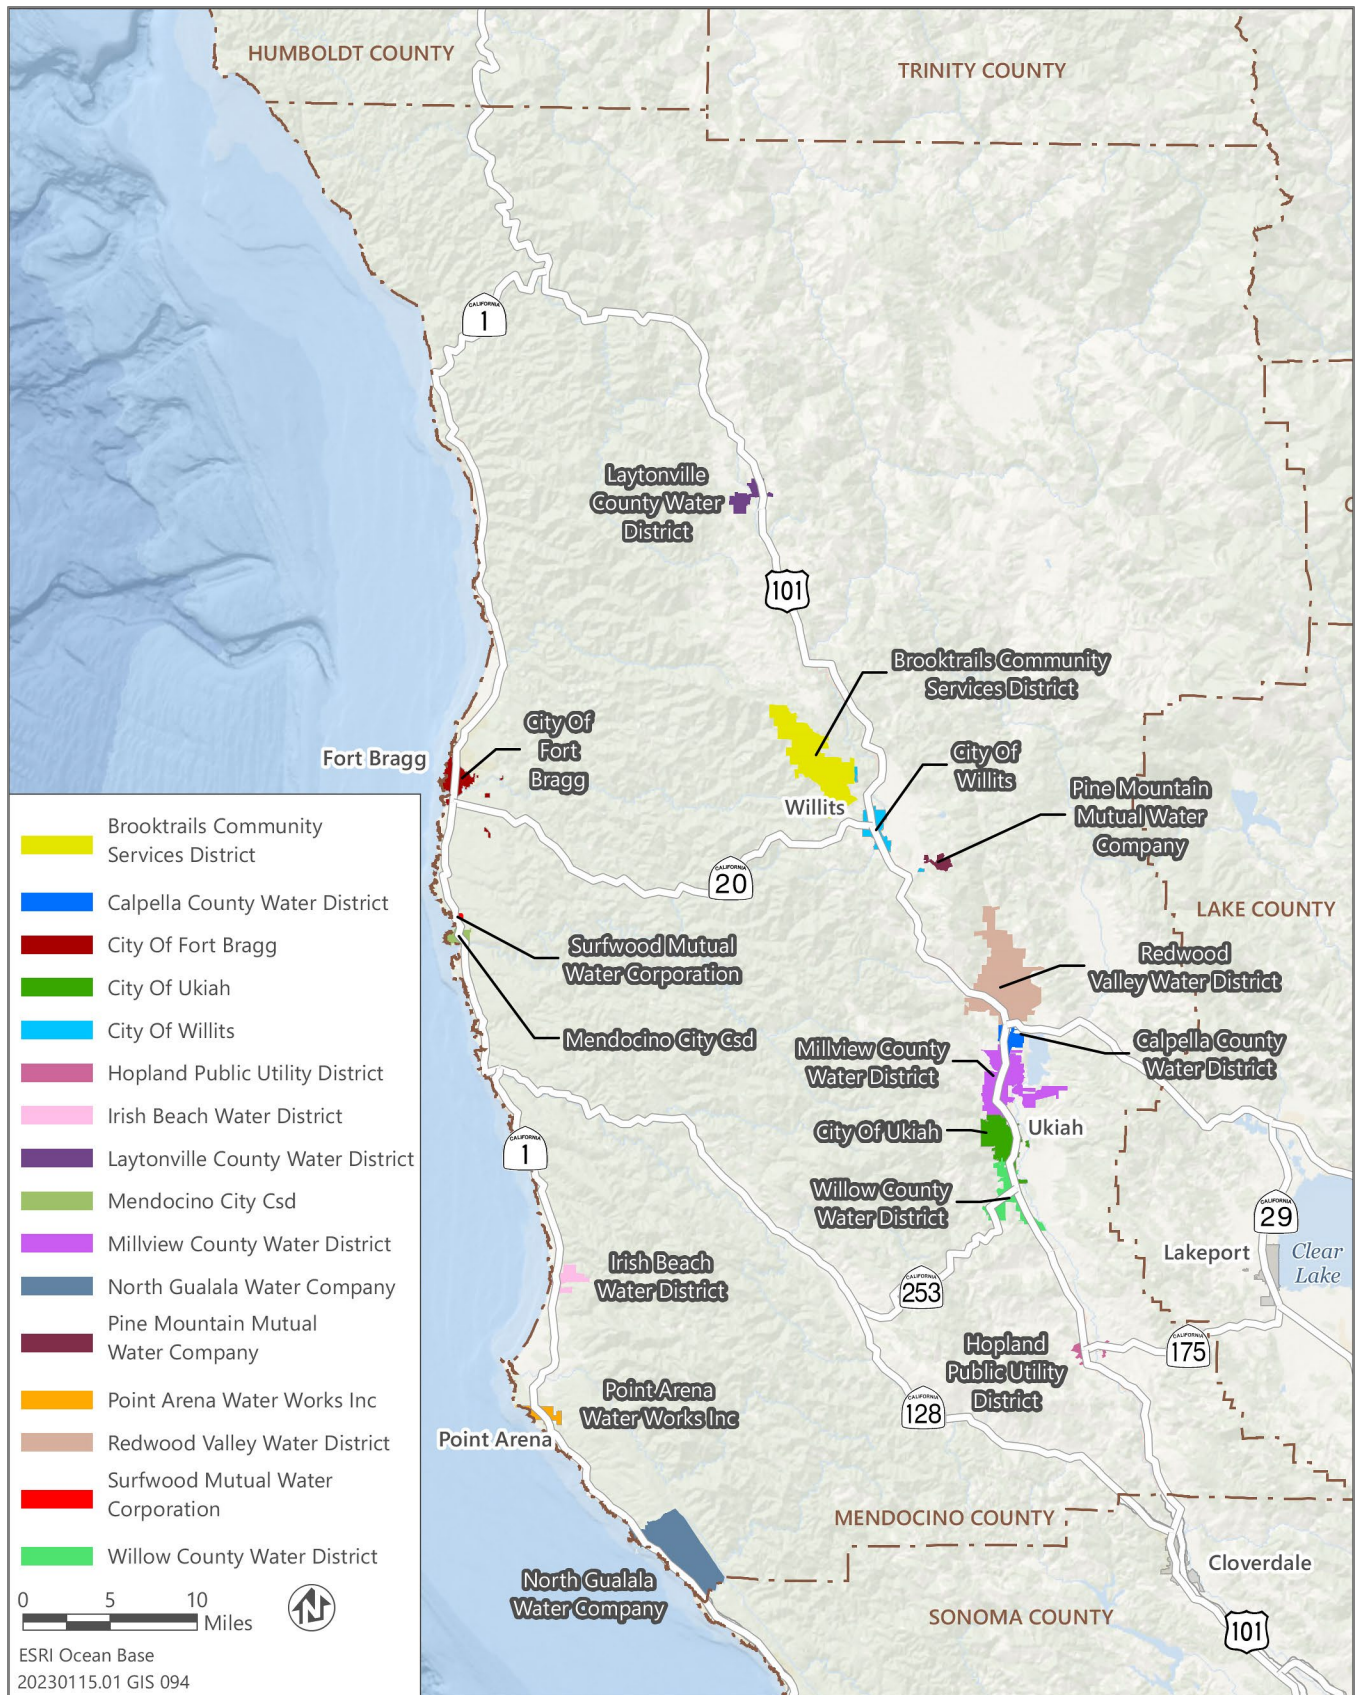 HUMBOLDT COUNTY
TRINITY COUNTY
CALIFORNIA
1
Laytonville
County Water
District
101
Brooktrails Community
Services District
City Of
Fort
Bragg
Fort Bragg
City Of
Willits
Willits
Pine Mountain
Mutual Water
Company
CALIFORNIA
20
LAKE COUNTY
Surfwood Mutual
Water Corporation
Redwood
Valley Water District
Mendocino City Csd
Millview County
Water District
Calpella County
Water District
City Of Ukiah
Ukiah
CALIFORNIA
1
Willow County
Water District
CALIFORNIA
29
Lakeport
Clear
Lake
Irish Beach
Water District
CALIFORNIA
253
Hopland
Public Utility
District
CALIFORNIA
175
Point Arena
Water Works Inc
CALIFORNIA
128
Point Arena
MENDOCINO COUNTY
Cloverdale
North Gualala
Water Company
SONOMA COUNTY
101
Brooktrails Community
Services District
Calpella County Water District
City Of Fort Bragg
City Of Ukiah
City Of Willits
Hopland Public Utility District
Irish Beach Water District
Laytonville County Water District
Mendocino City Csd
Millview County Water District
North Gualala Water Company
Pine Mountain Mutual
Water Company
Point Arena Water Works Inc
Redwood Valley Water District
Surfwood Mutual Water
Corporation
Willow County Water District
0 5 10
Miles
N
ESRI Ocean Base
20230115.01 GIS 094